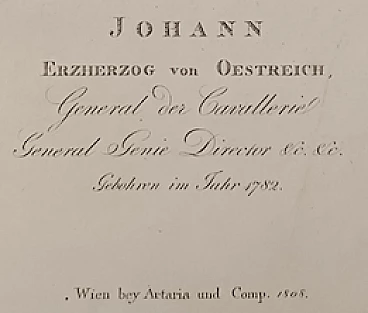 JOHANN
ERZHERZOG von OESTREICH,
General der Cavallerie
General Genie Director &c. &c.
Gebohren im Jahr 1782.
Wien bey Artaria und Comp. 1808.